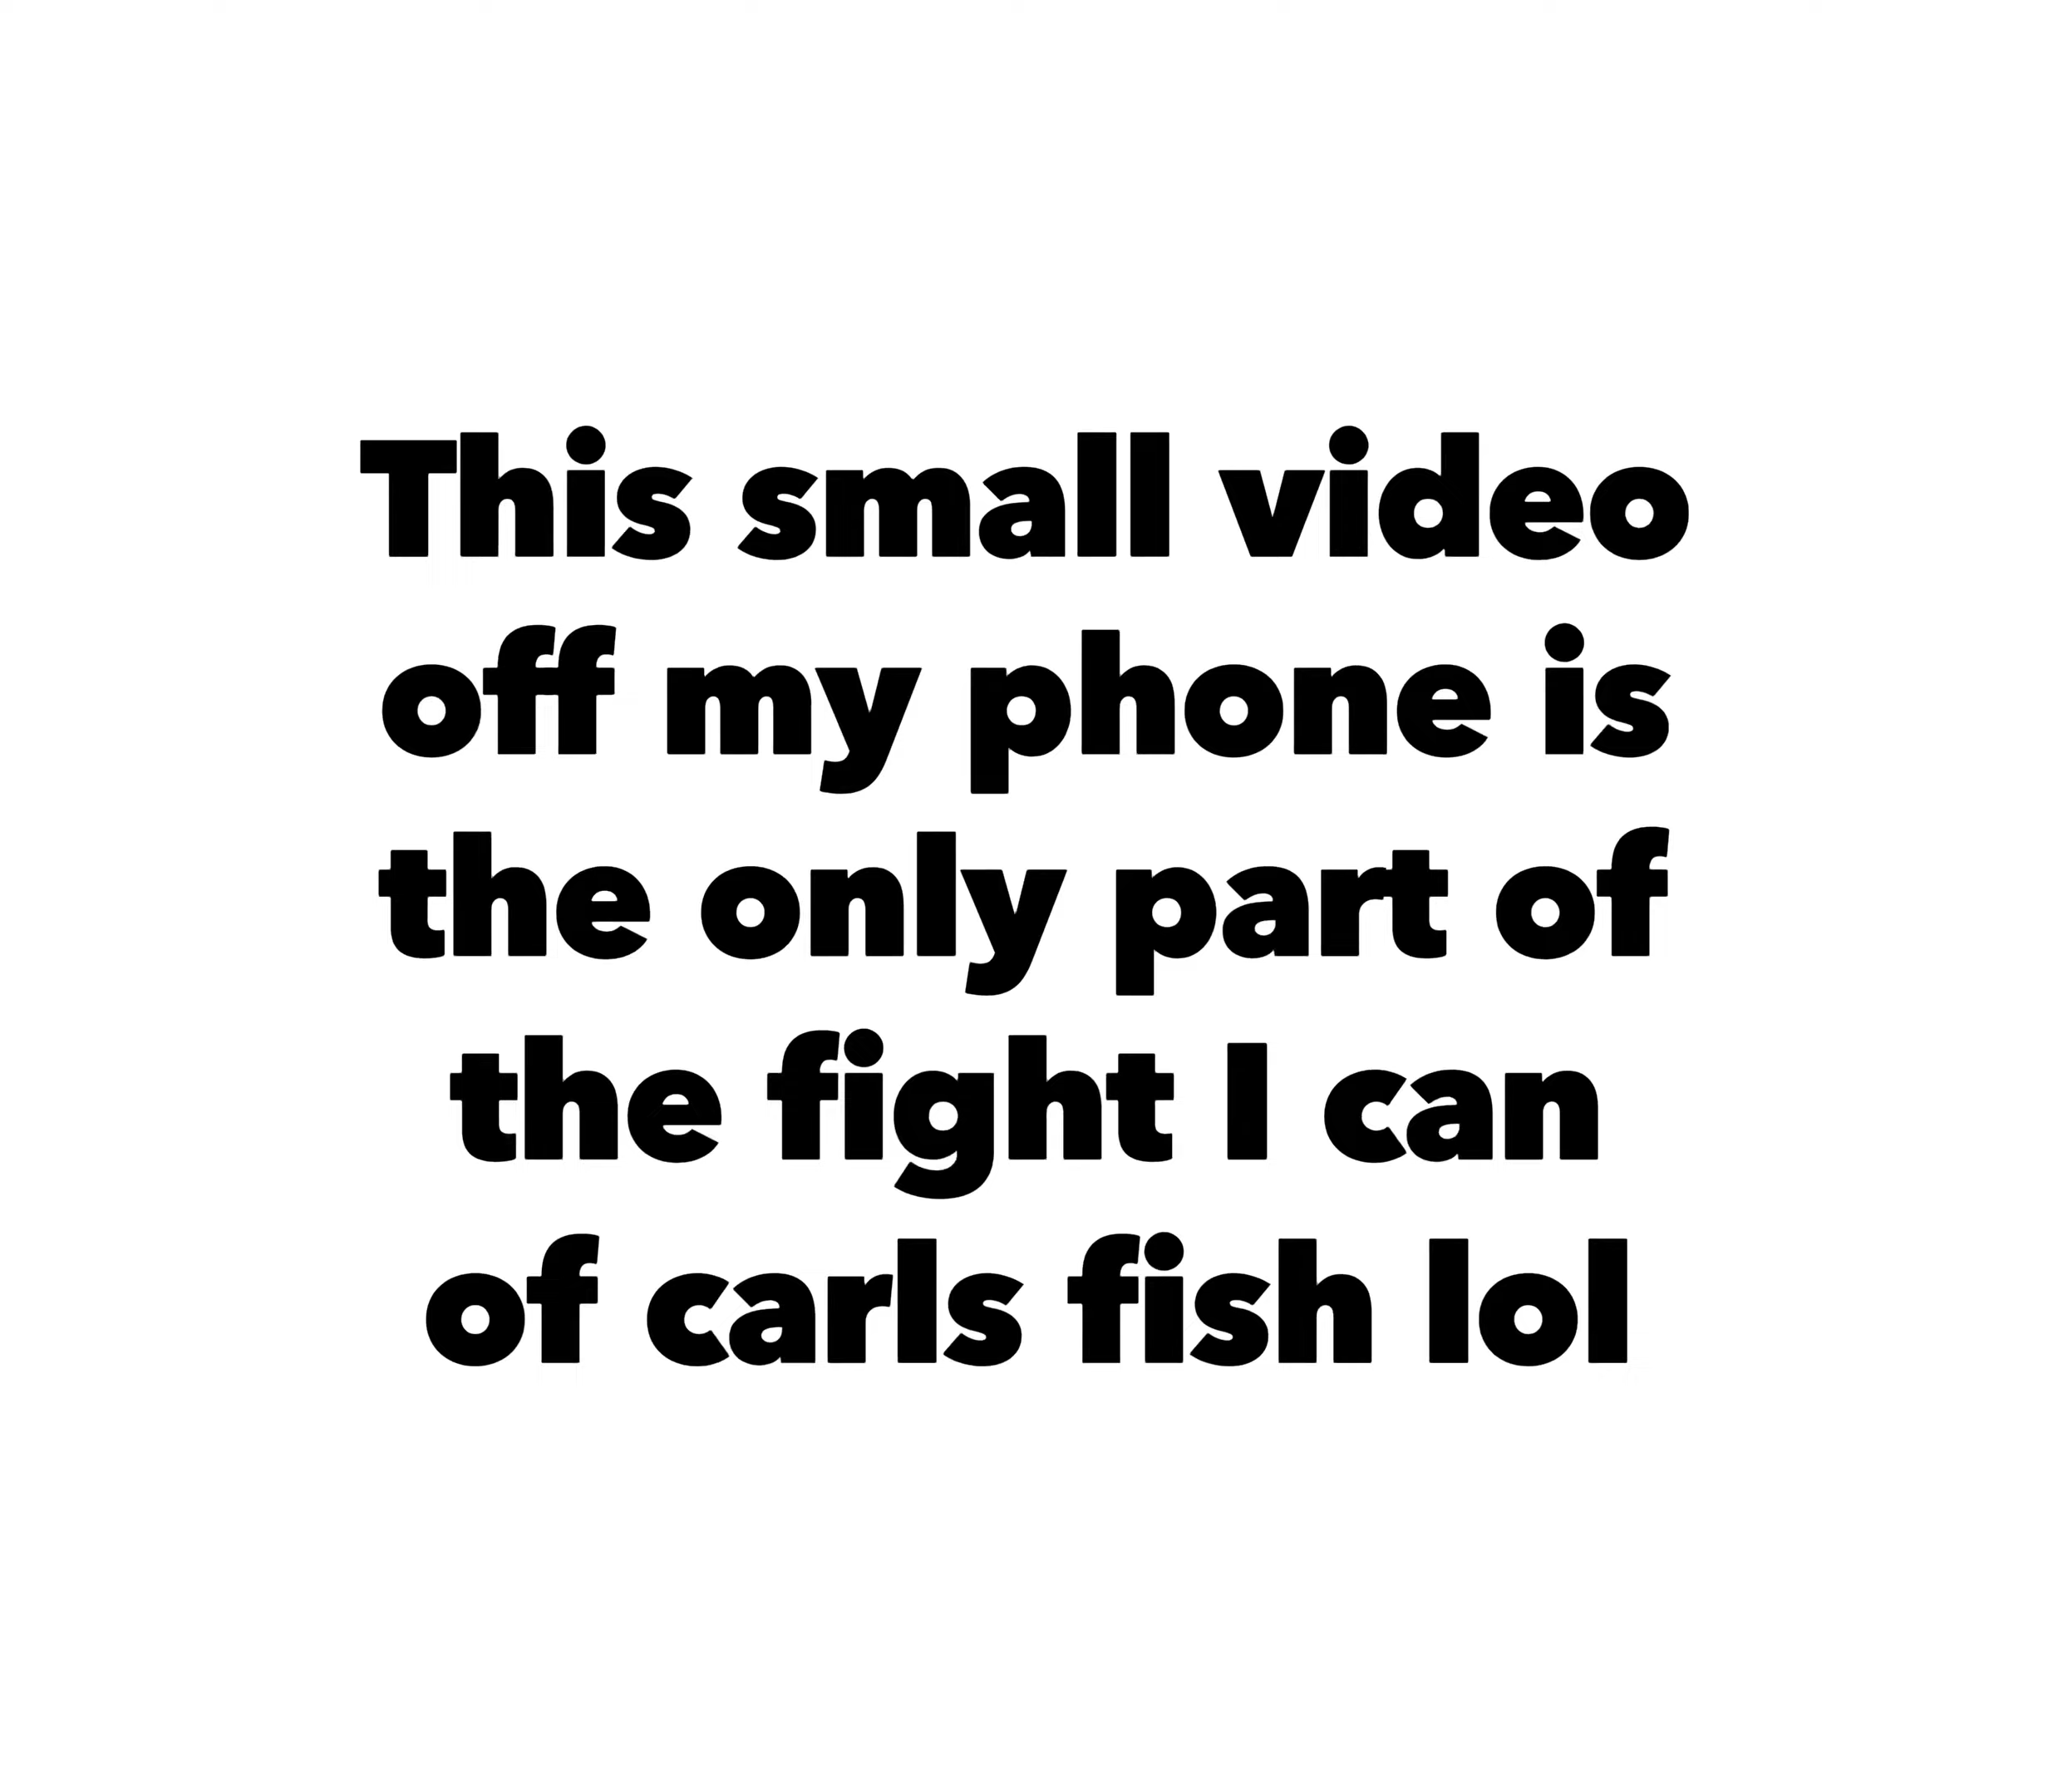 This small video
off my phone is
the only part of
the fight I can
of carls fish lol